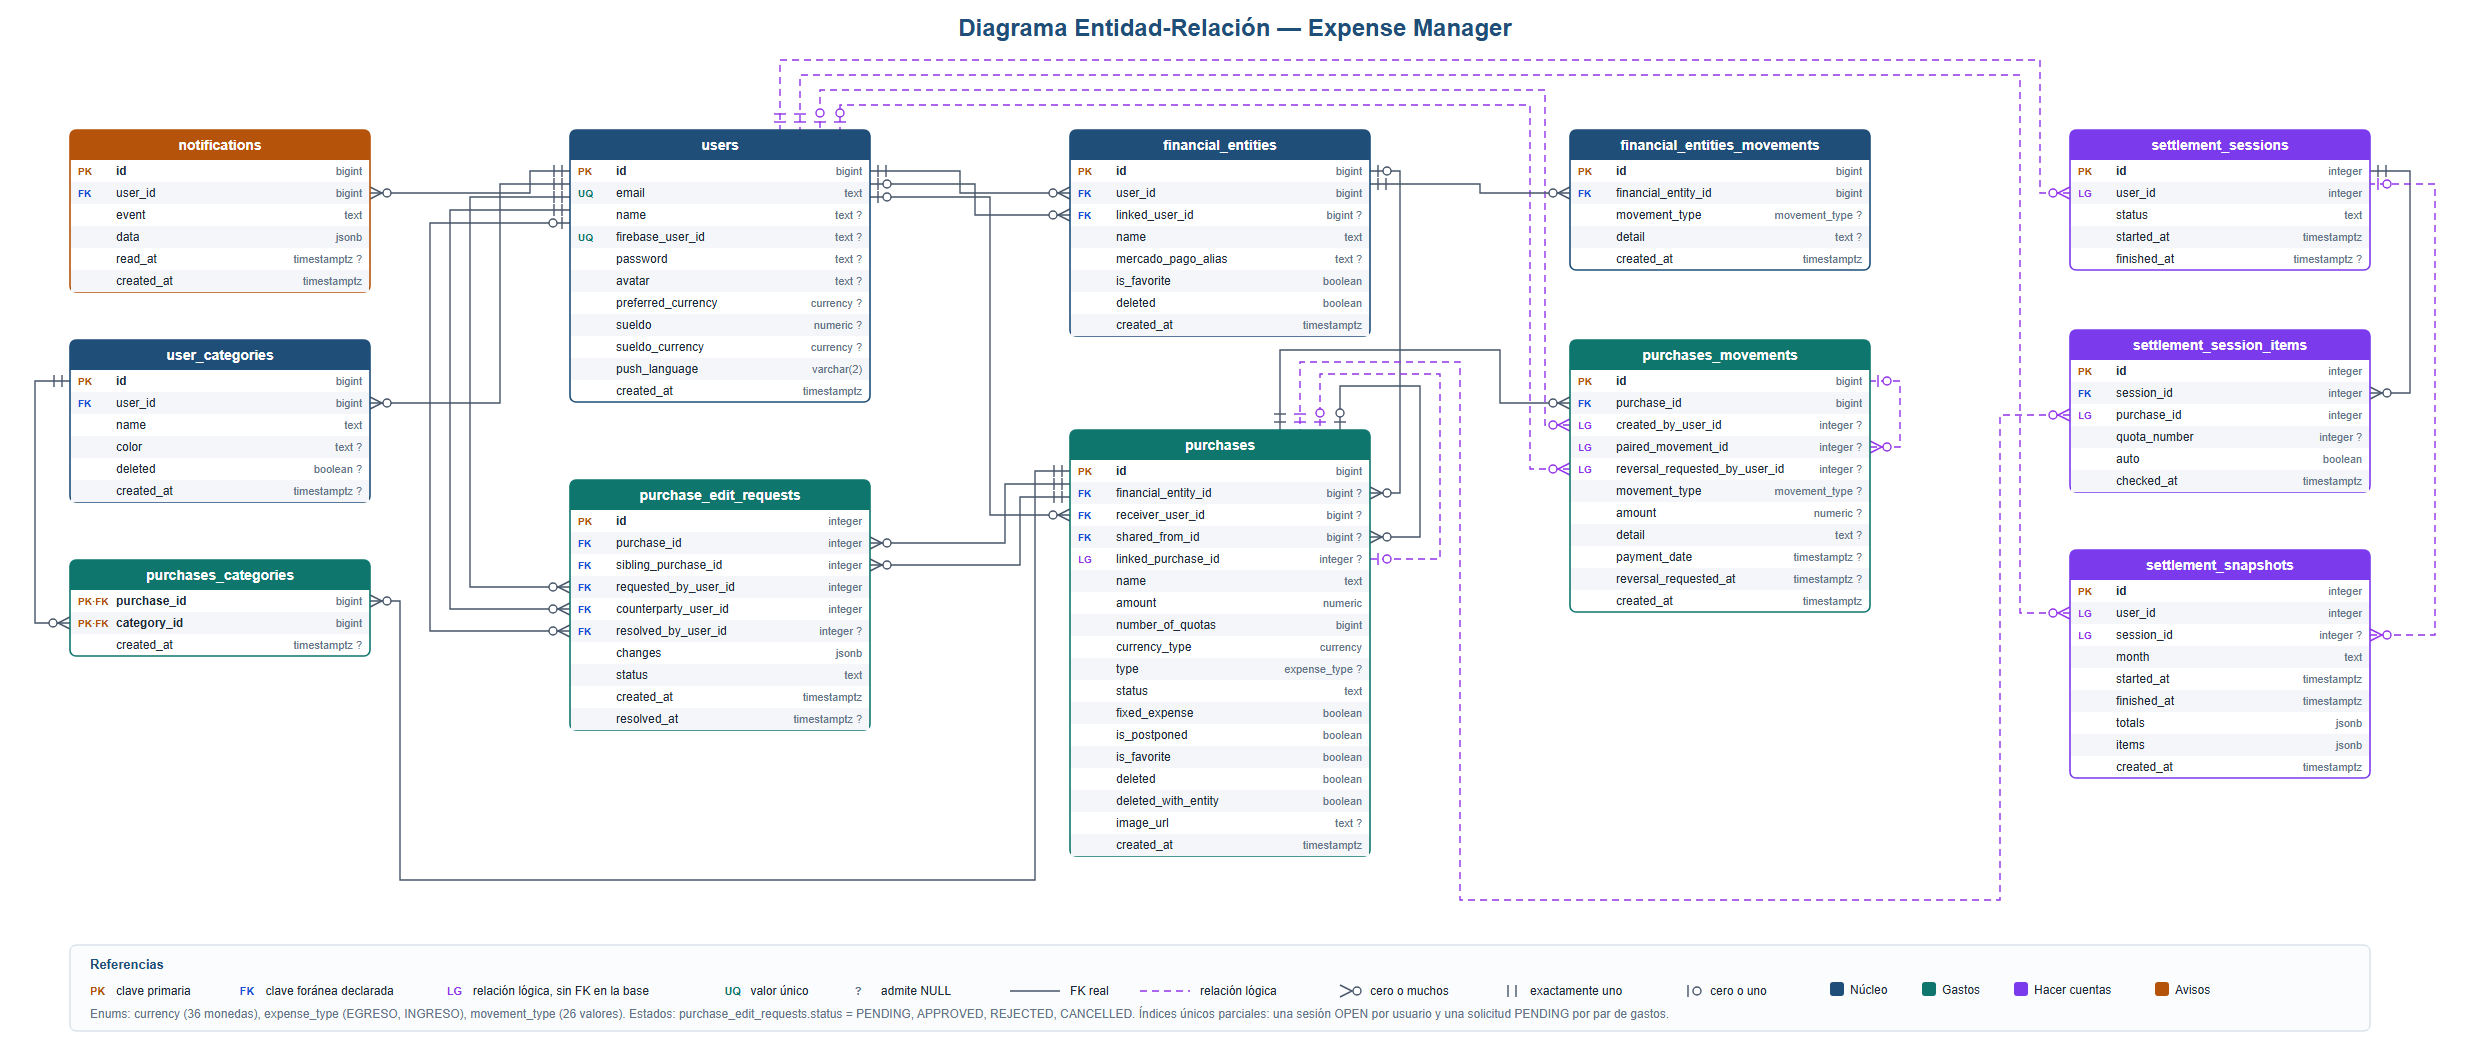 Diagrama Entidad-Relación — Expense Manager
notifications
PK id bigint
FK user_id bigint
event text
data jsonb
read_at timestamptz ?
created_at timestamptz
user_categories
PK id bigint
FK user_id bigint
name text
color text ?
deleted boolean ?
created_at timestamptz ?
purchases_categories
PK·FK purchase_id bigint
PK·FK category_id bigint
created_at timestamptz ?
users
PK id bigint
UQ email text
name text ?
UQ firebase_user_id text ?
password text ?
avatar text ?
preferred_currency currency ?
sueldo numeric ?
sueldo_currency currency ?
push_language varchar(2)
created_at timestamptz
purchase_edit_requests
PK id integer
FK purchase_id integer
FK sibling_purchase_id integer
FK requested_by_user_id integer
FK counterparty_user_id integer
FK resolved_by_user_id integer ?
changes jsonb
status text
created_at timestamptz
resolved_at timestamptz ?
financial_entities
PK id bigint
FK user_id bigint
FK linked_user_id bigint ?
name text
mercado_pago_alias text ?
is_favorite boolean
deleted boolean
created_at timestamptz
purchases
PK id bigint
FK financial_entity_id bigint ?
FK receiver_user_id bigint ?
FK shared_from_id bigint ?
LG linked_purchase_id integer ?
name text
amount numeric
number_of_quotas bigint
currency_type currency
type expense_type ?
status text
fixed_expense boolean
is_postponed boolean
is_favorite boolean
deleted boolean
deleted_with_entity boolean
image_url text ?
created_at timestamptz
financial_entities_movements
PK id bigint
FK financial_entity_id bigint
movement_type movement_type ?
detail text ?
created_at timestamptz
purchases_movements
PK id bigint
FK purchase_id bigint
LG created_by_user_id integer ?
LG paired_movement_id integer ?
LG reversal_requested_by_user_id integer ?
movement_type movement_type ?
amount numeric ?
detail text ?
payment_date timestamptz ?
reversal_requested_at timestamptz ?
created_at timestamptz
settlement_sessions
PK id integer
LG user_id integer
status text
started_at timestamptz
finished_at timestamptz ?
settlement_session_items
PK id integer
FK session_id integer
LG purchase_id integer
quota_number integer ?
auto boolean
checked_at timestamptz
settlement_snapshots
PK id integer
LG user_id integer
LG session_id integer ?
month text
started_at timestamptz
finished_at timestamptz
totals jsonb
items jsonb
created_at timestamptz
Referencias
PK clave primaria FK clave foránea declarada LG relación lógica, sin FK en la base UQ valor único ? admite NULL FK real relación lógica cero o muchos exactamente uno cero o uno Núcleo Gastos Hacer cuentas Avisos
Enums: currency (36 monedas), expense_type (EGRESO, INGRESO), movement_type (26 valores). Estados: purchase_edit_requests.status = PENDING, APPROVED, REJECTED, CANCELLED. Índices únicos parciales: una sesión OPEN por usuario y una solicitud PENDING por par de gastos.